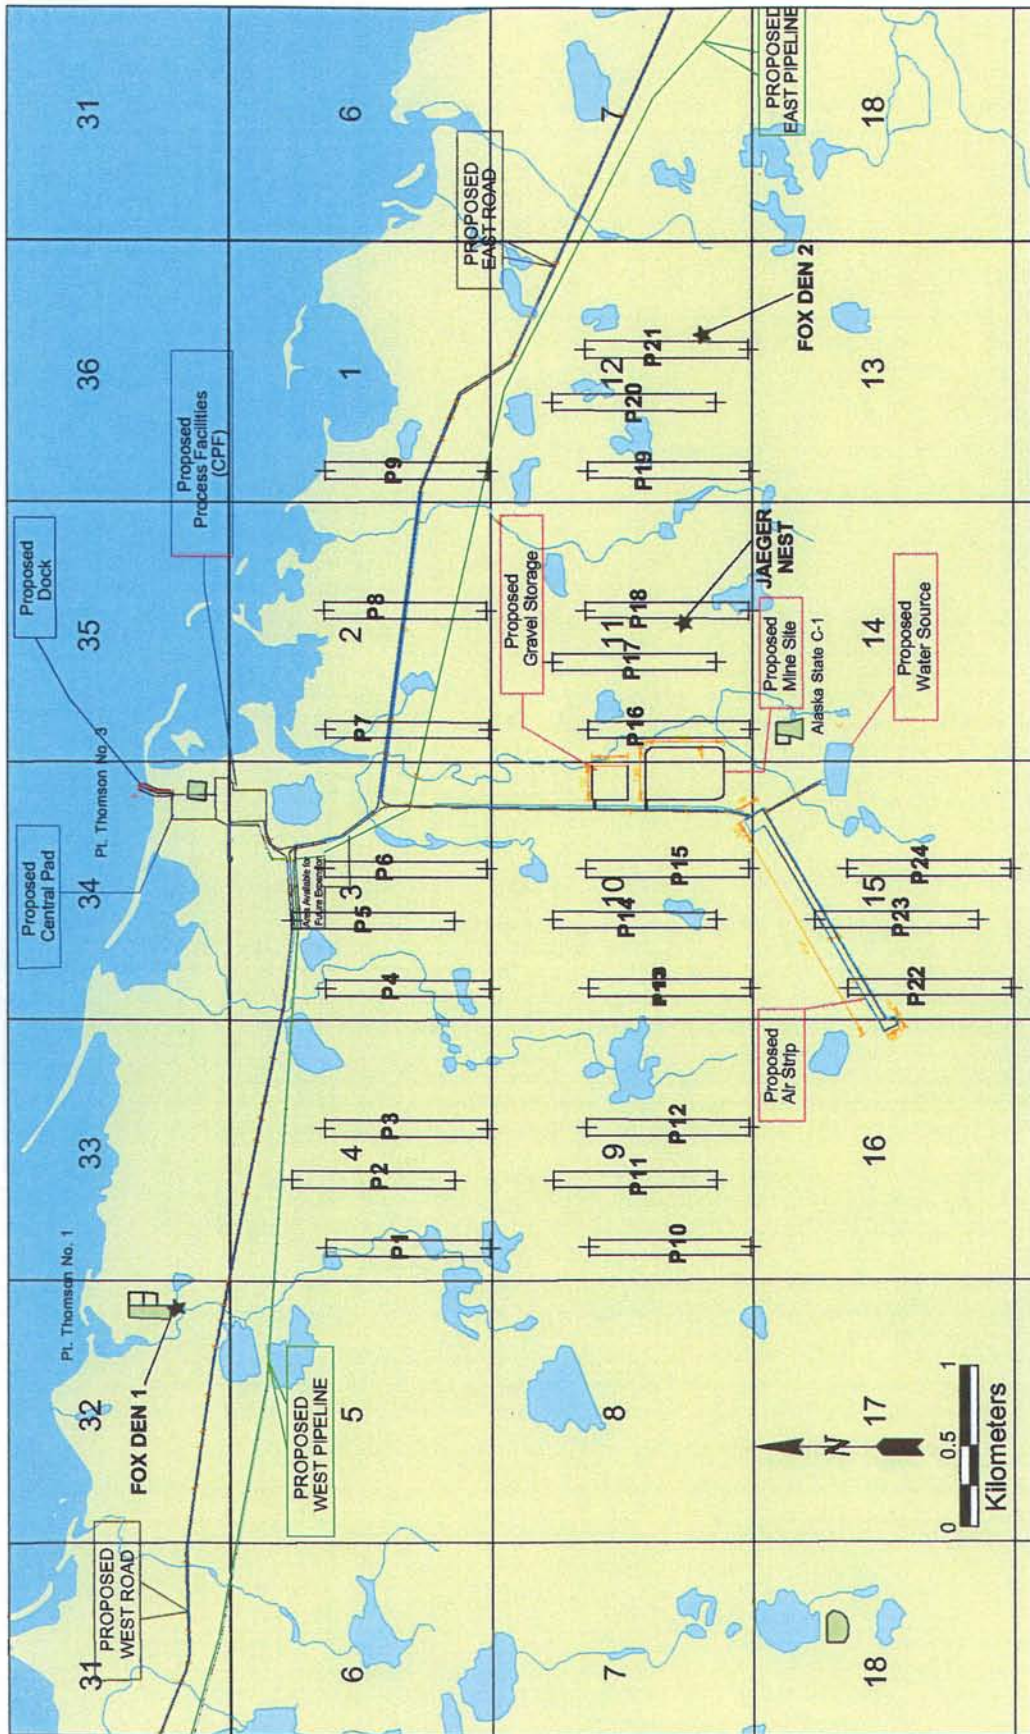 Proposed
Dock
Proposed
Central Pad
Pt. Thomson No. 1
Pt. Thomson No. 3
31
32
33
34
35
36
31
PROPOSED
WEST ROAD
FOX DEN 1
Proposed
Process Facilities
(CPF)
PROPOSED
WEST PIPELINE
Area Available for
Future Expansion
6
5
4
3
2
1
6
P1
P2
P3
P4
P5
P6
P7
P8
P9
PROPOSED
EAST ROAD
Proposed
Gravel Storage
7
8
9
10
11
12
7
P10
P11
P12
P13
P14
P15
P16
P17
P18
P19
P20
P21
JAEGER
NEST
FOX DEN 2
PROPOSED
EAST PIPELINE
Proposed
Air Strip
Proposed
Mine Site
Alaska State C-1
18
17
16
15
14
13
18
P22
P23
P24
Proposed
Water Source
N
0 0.5 1
Kilometers